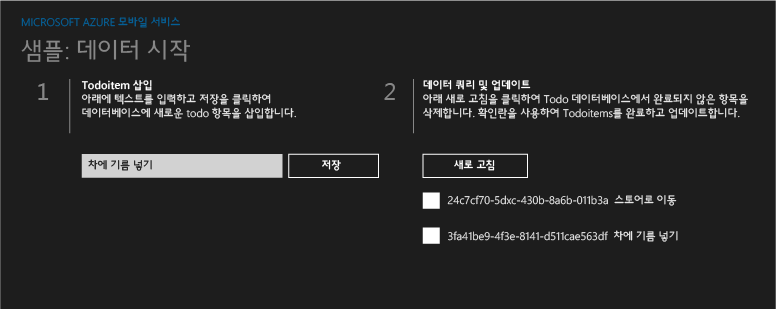 MICROSOFT AZURE 모바일 서비스
샘플: 데이터 시작
1
Todoitem 삽입
아래에 텍스트를 입력하고 저장을 클릭하여
데이터베이스에 새로운 todo 항목을 삽입합니다.
차에 기름 넣기
저장
2
데이터 쿼리 및 업데이트
아래 새로 고침을 클릭하여 Todo 데이터베이스에서 완료되지 않은 항목을
삭제합니다. 확인란을 사용하여 Todoitems를 완료하고 업데이트합니다.
새로 고침
24c7cf70-5dxc-430b-8a6b-011b3a 스토어로 이동
3fa41be9-4f3e-8141-d511cae563df 차에 기름 넣기